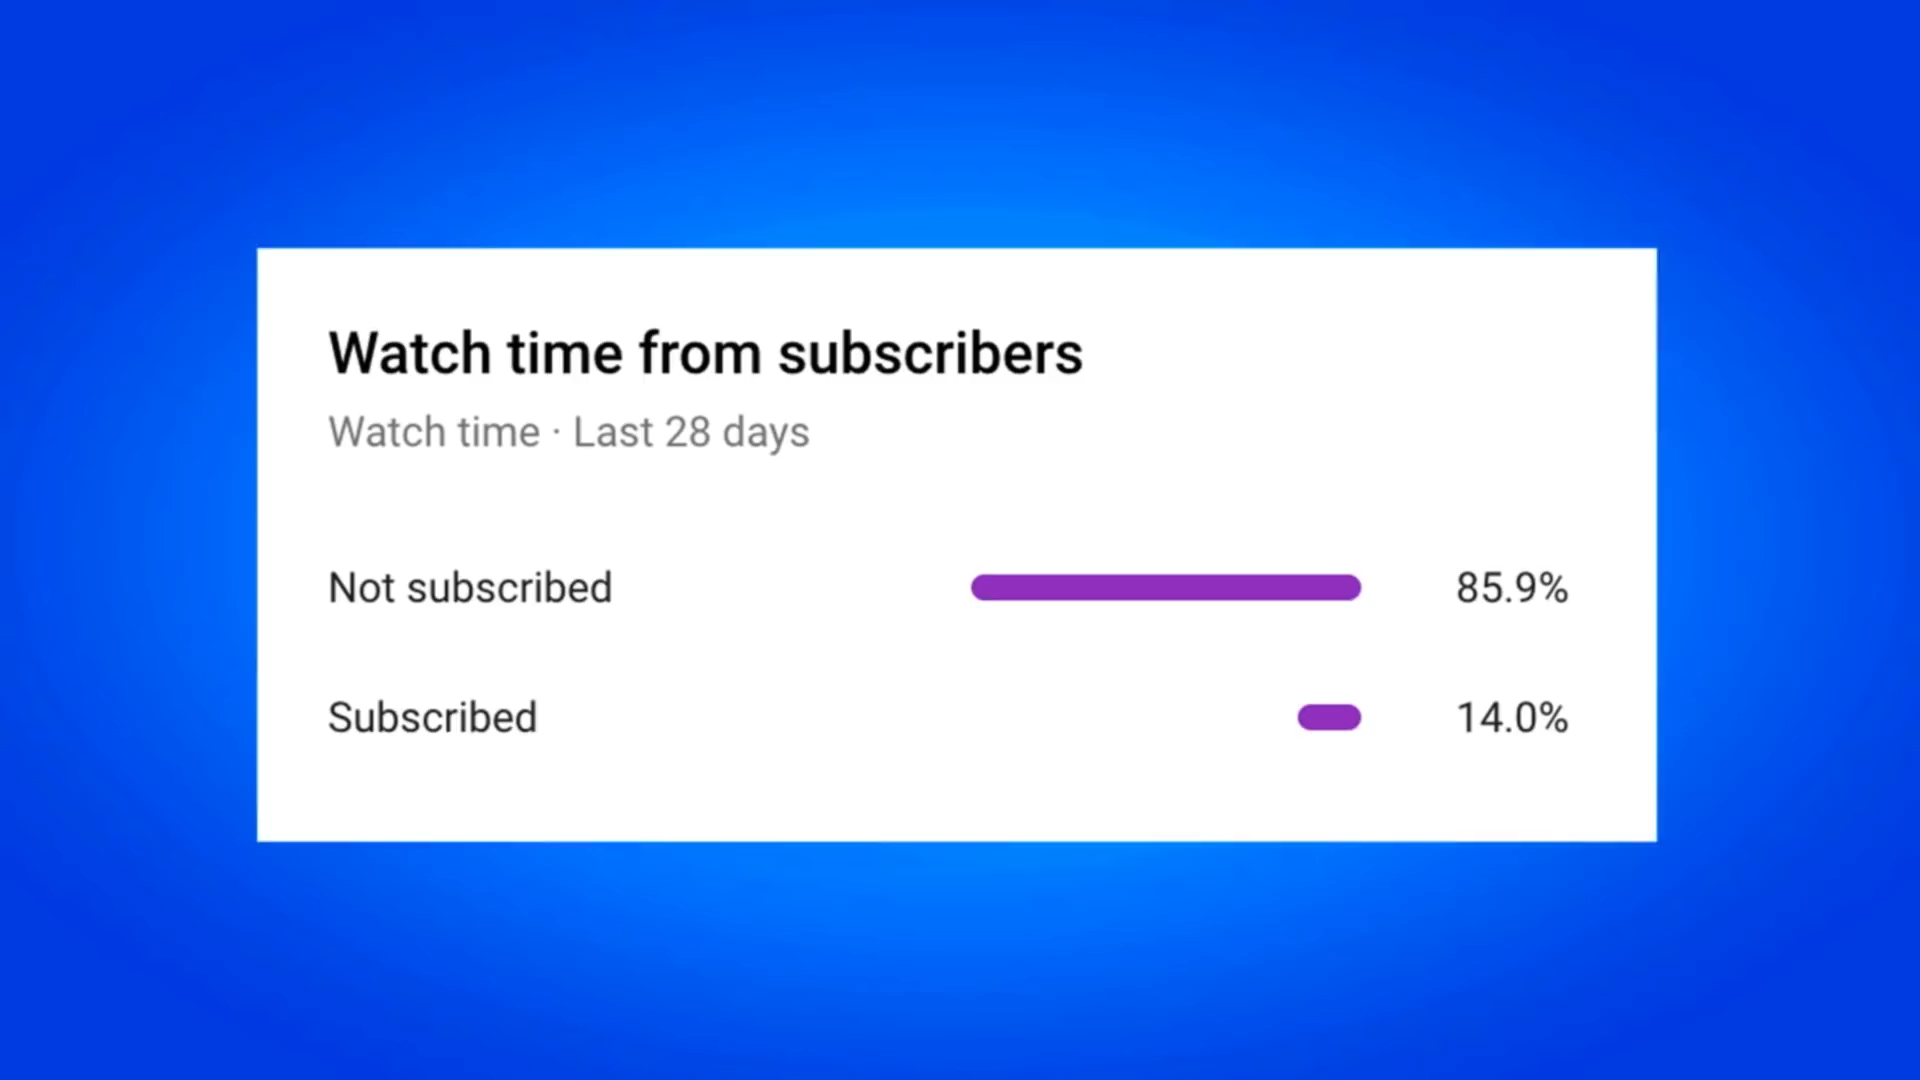 Watch time from subscribers
Watch time · Last 28 days
Not subscribed 85.9%
Subscribed 14.0%